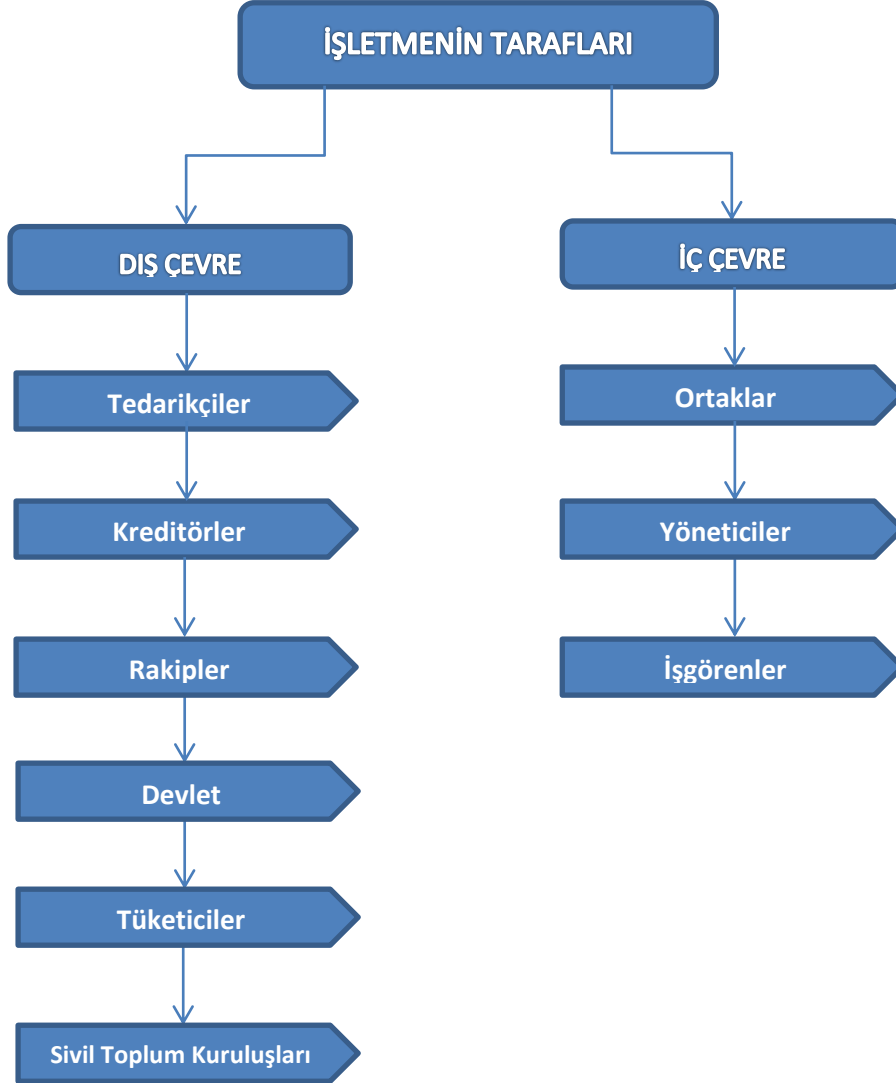 İŞLETMENİN TARAFLARI
DIŞ ÇEVRE
Tedarikçiler
Kreditörler
Rakipler
Devlet
Tüketiciler
Sivil Toplum Kuruluşları
İÇ ÇEVRE
Ortaklar
Yöneticiler
İşgörenler